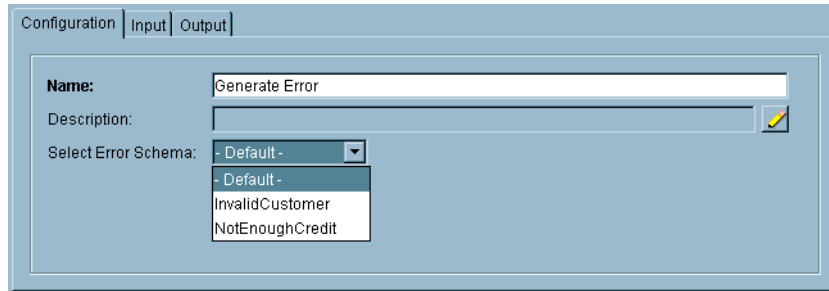 Configuration Input Output
Name: Generate Error
Description:
Select Error Schema: - Default -
- Default -
InvalidCustomer
NotEnoughCredit